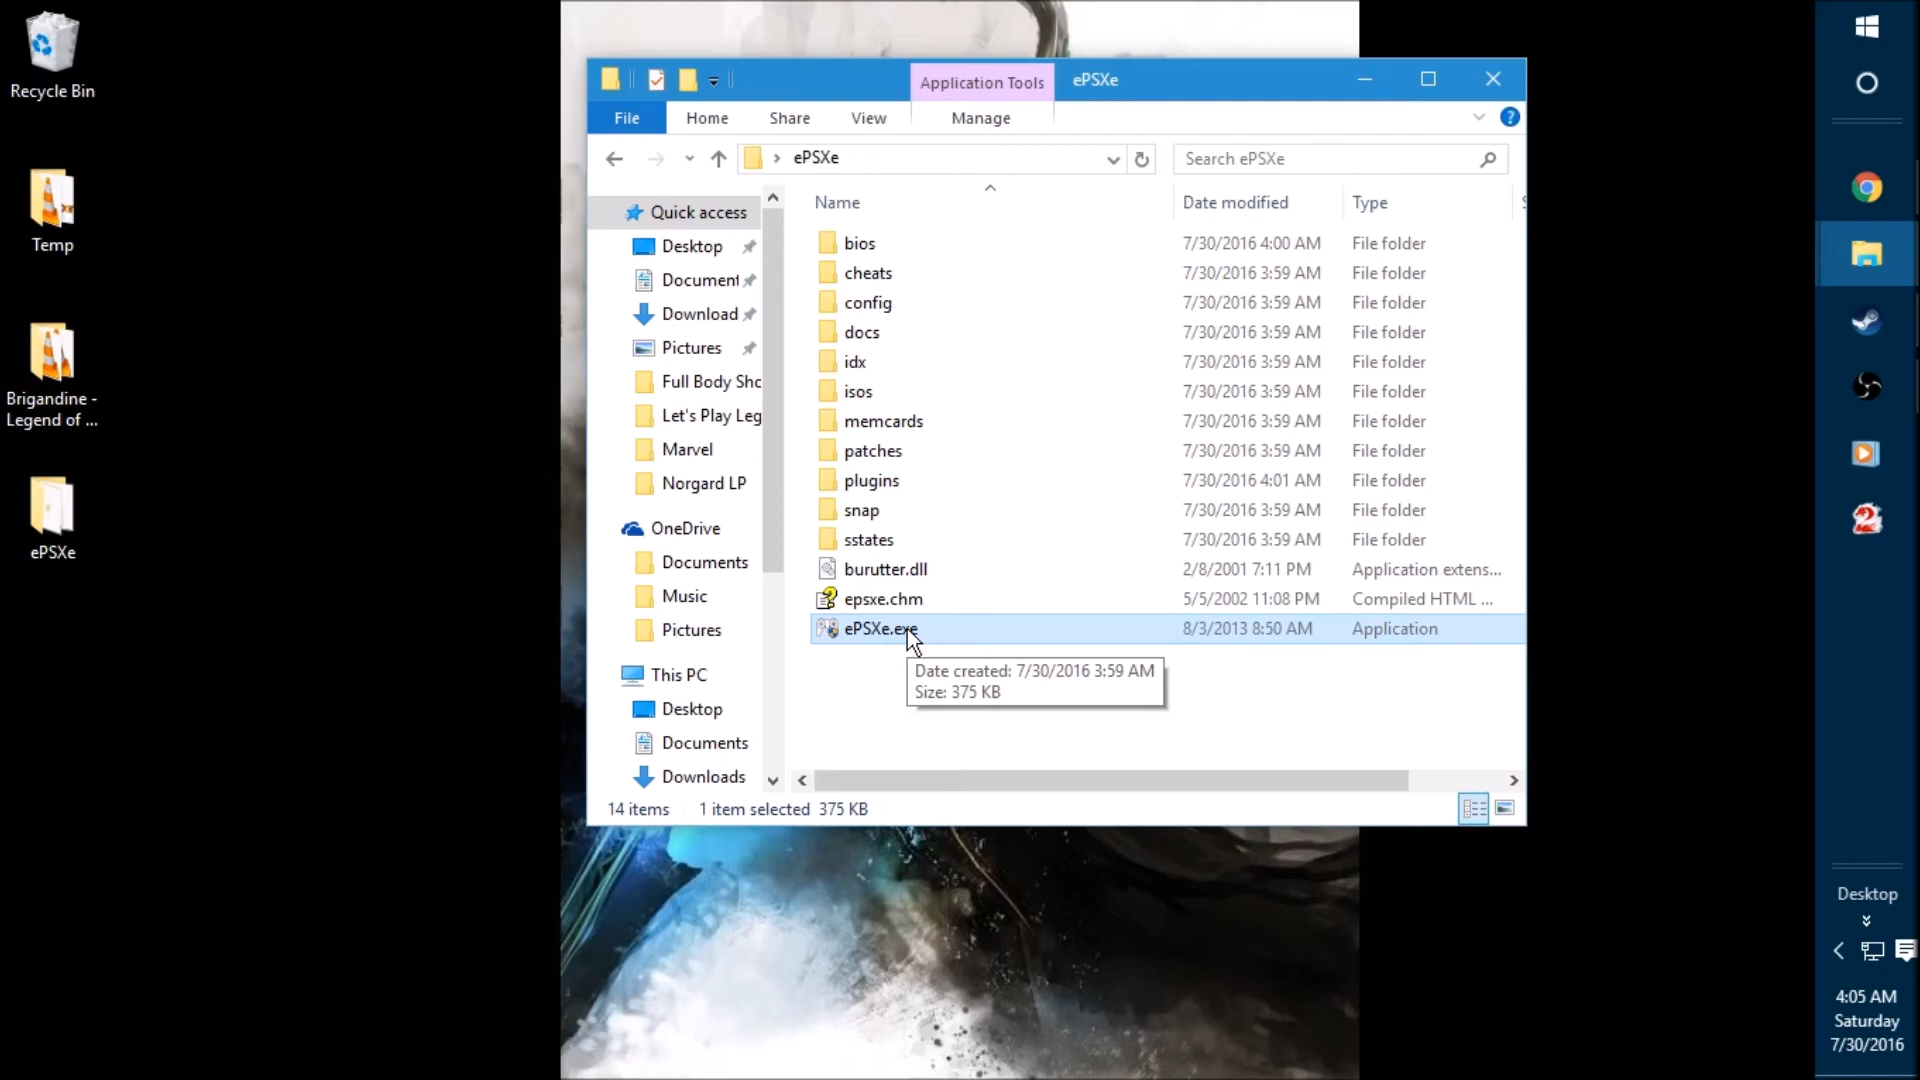 Recycle Bin
Temp
Brigandine -
Legend of ...
ePSXe
Application Tools
ePSXe
File
Home
Share
View
Manage
ePSXe
Search ePSXe
Name
Date modified
Type
Quick access
Desktop
Document
Download
Pictures
Full Body Sho
Let's Play Leg
Marvel
Norgard LP
OneDrive
Documents
Music
Pictures
This PC
Desktop
Documents
Downloads
bios 7/30/2016 4:00 AM File folder
cheats 7/30/2016 3:59 AM File folder
config 7/30/2016 3:59 AM File folder
docs 7/30/2016 3:59 AM File folder
idx 7/30/2016 3:59 AM File folder
isos 7/30/2016 3:59 AM File folder
memcards 7/30/2016 3:59 AM File folder
patches 7/30/2016 3:59 AM File folder
plugins 7/30/2016 4:01 AM File folder
snap 7/30/2016 3:59 AM File folder
sstates 7/30/2016 3:59 AM File folder
burutter.dll 2/8/2001 7:11 PM Application extens...
epsxe.chm 5/5/2002 11:08 PM Compiled HTML ...
ePSXe.exe 8/3/2013 8:50 AM Application
Date created: 7/30/2016 3:59 AM
Size: 375 KB
14 items 1 item selected 375 KB
Desktop
4:05 AM
Saturday
7/30/2016